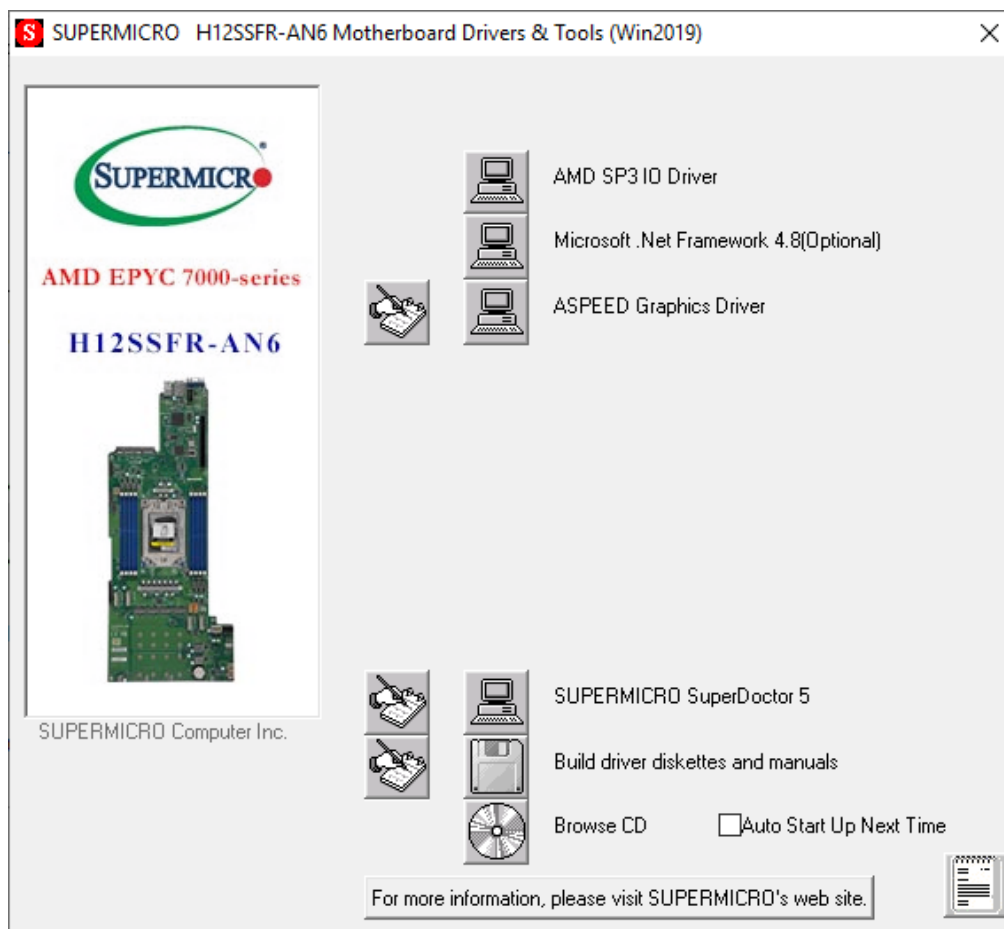 SUPERMICRO H12SSFR-AN6 Motherboard Drivers & Tools (Win2019)
SUPERMICRO
AMD EPYC 7000-series
H12SSFR-AN6
SUPERMICRO Computer Inc.
AMD SP3 IO Driver
Microsoft .Net Framework 4.8(Optional)
ASPEED Graphics Driver
SUPERMICRO SuperDoctor 5
Build driver diskettes and manuals
Browse CD
Auto Start Up Next Time
For more information, please visit SUPERMICRO's web site.